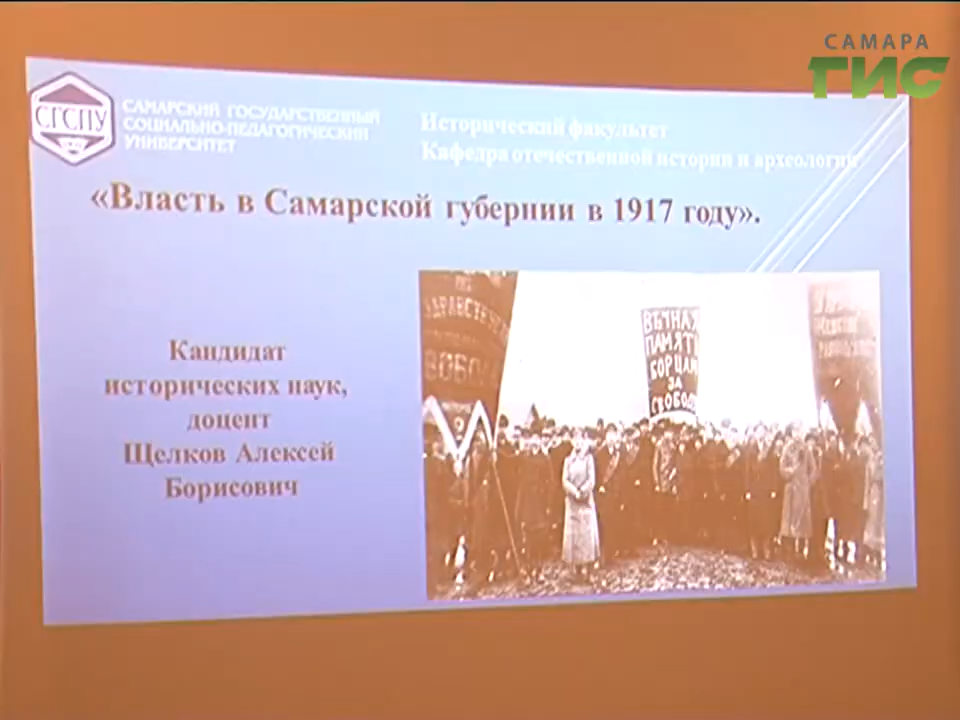 САМАРА
ГИС
СГСПУ
САМАРСКИЙ ГОСУДАРСТВЕННЫЙ
СОЦИАЛЬНО-ПЕДАГОГИЧЕСКИЙ
УНИВЕРСИТЕТ
Исторический факультет
Кафедра отечественной истории и археологии
«Власть в Самарской губернии в 1917 году».
Кандидат
исторических наук,
доцент
Щелков Алексей
Борисович
ВѢЧНАЯ
ПАМЯТЬ
БОРЦАМ
ЗА
СВОБОДУ